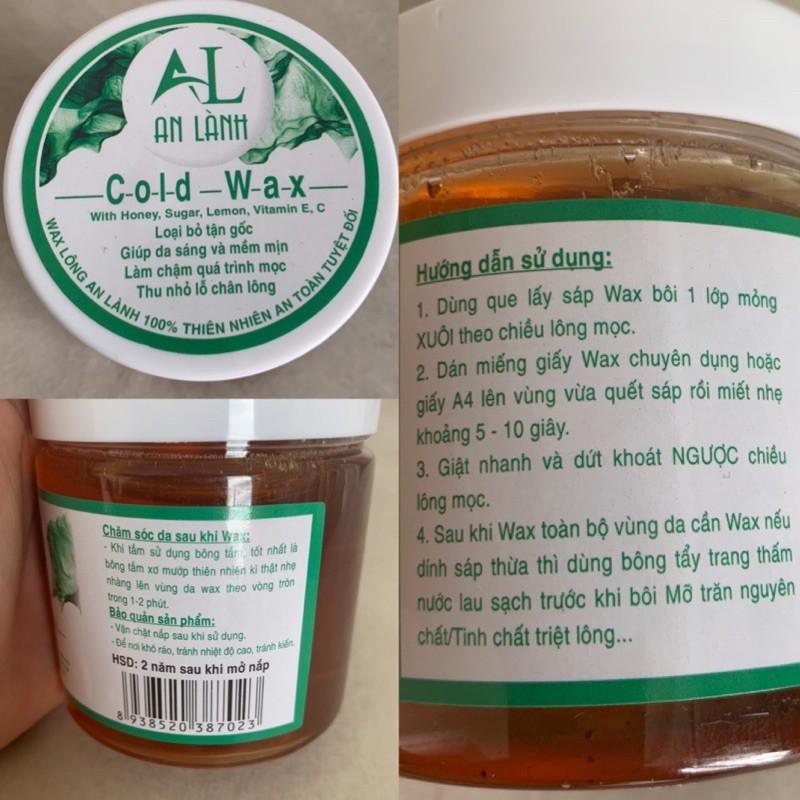 AL
AN LÀNH
C-o-l-d - W-a-x
With Honey, Sugar, Lemon, Vitamin E, C
Loại bỏ tận gốc
Giúp da sáng và mềm mịn
Làm chậm quá trình mọc
Thu nhỏ lỗ chân lông
WAX LÔNG AN LÀNH 100% THIÊN NHIÊN AN TOÀN TUYỆT ĐỐI
Hướng dẫn sử dụng:
1. Dùng que lấy sáp Wax bôi 1 lớp mỏng
XUÔI theo chiều lông mọc.
2. Dán miếng giấy Wax chuyên dụng hoặc
giấy A4 lên vùng vừa quết sáp rồi miết nhẹ
khoảng 5 - 10 giây.
3. Giật nhanh và dứt khoát NGƯỢC chiều
lông mọc.
4. Sau khi Wax toàn bộ vùng da cần Wax nếu
dính sáp thừa thì dùng bông tẩy trang thấm
nước lau sạch trước khi bôi Mỡ trăn nguyên
chất/Tinh chất triệt lông...
Chăm sóc da sau khi Wax:
- Khi tắm sử dụng bông tắm, tốt nhất là
bông tắm xơ mướp thiên nhiên kì thật nhẹ
nhàng lên vùng da wax theo vòng tròn
trong 1-2 phút.
Bảo quản sản phẩm:
- Vặn chặt nắp sau khi sử dụng.
- Để nơi khô ráo, tránh nhiệt độ cao, tránh kiến.
HSD: 2 năm sau khi mở nắp
8 938520 387023